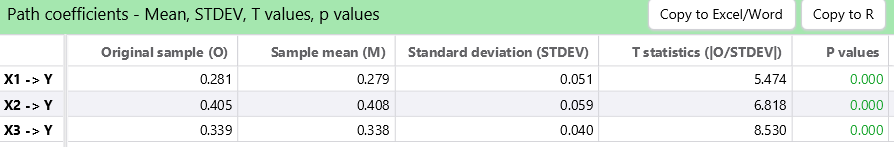 Path coefficients - Mean, STDEV, T values, p values Copy to Excel/Word Copy to R
Original sample (O) Sample mean (M) Standard deviation (STDEV) T statistics (|O/STDEV|) P values
X1 -> Y 0.281 0.279 0.051 5.474 0.000
X2 -> Y 0.405 0.408 0.059 6.818 0.000
X3 -> Y 0.339 0.338 0.040 8.530 0.000